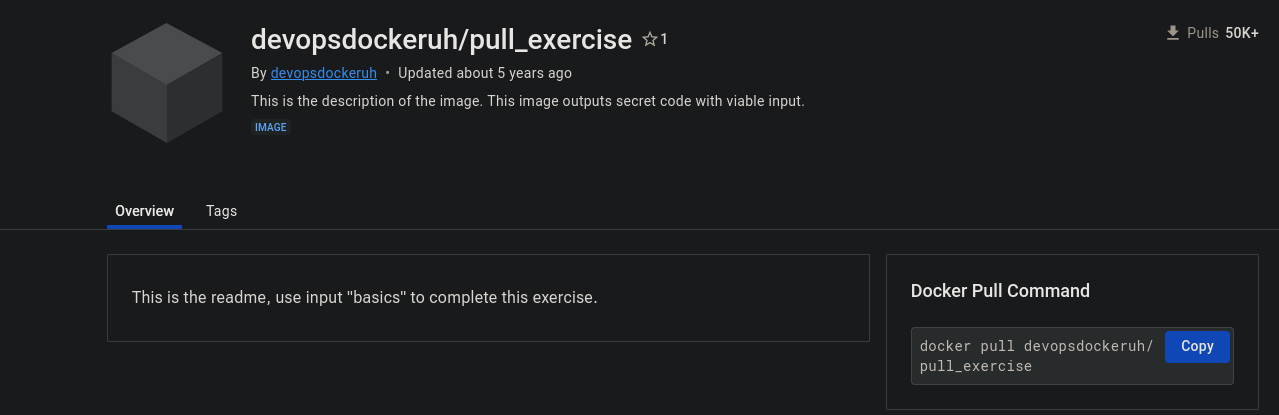 devopsdockeruh/pull_exercise ☆1
Pulls 50K+
By devopsdockeruh • Updated about 5 years ago
This is the description of the image. This image outputs secret code with viable input.
IMAGE
Overview Tags
This is the readme, use input "basics" to complete this exercise.
Docker Pull Command
docker pull devopsdockeruh/
pull_exercise
Copy